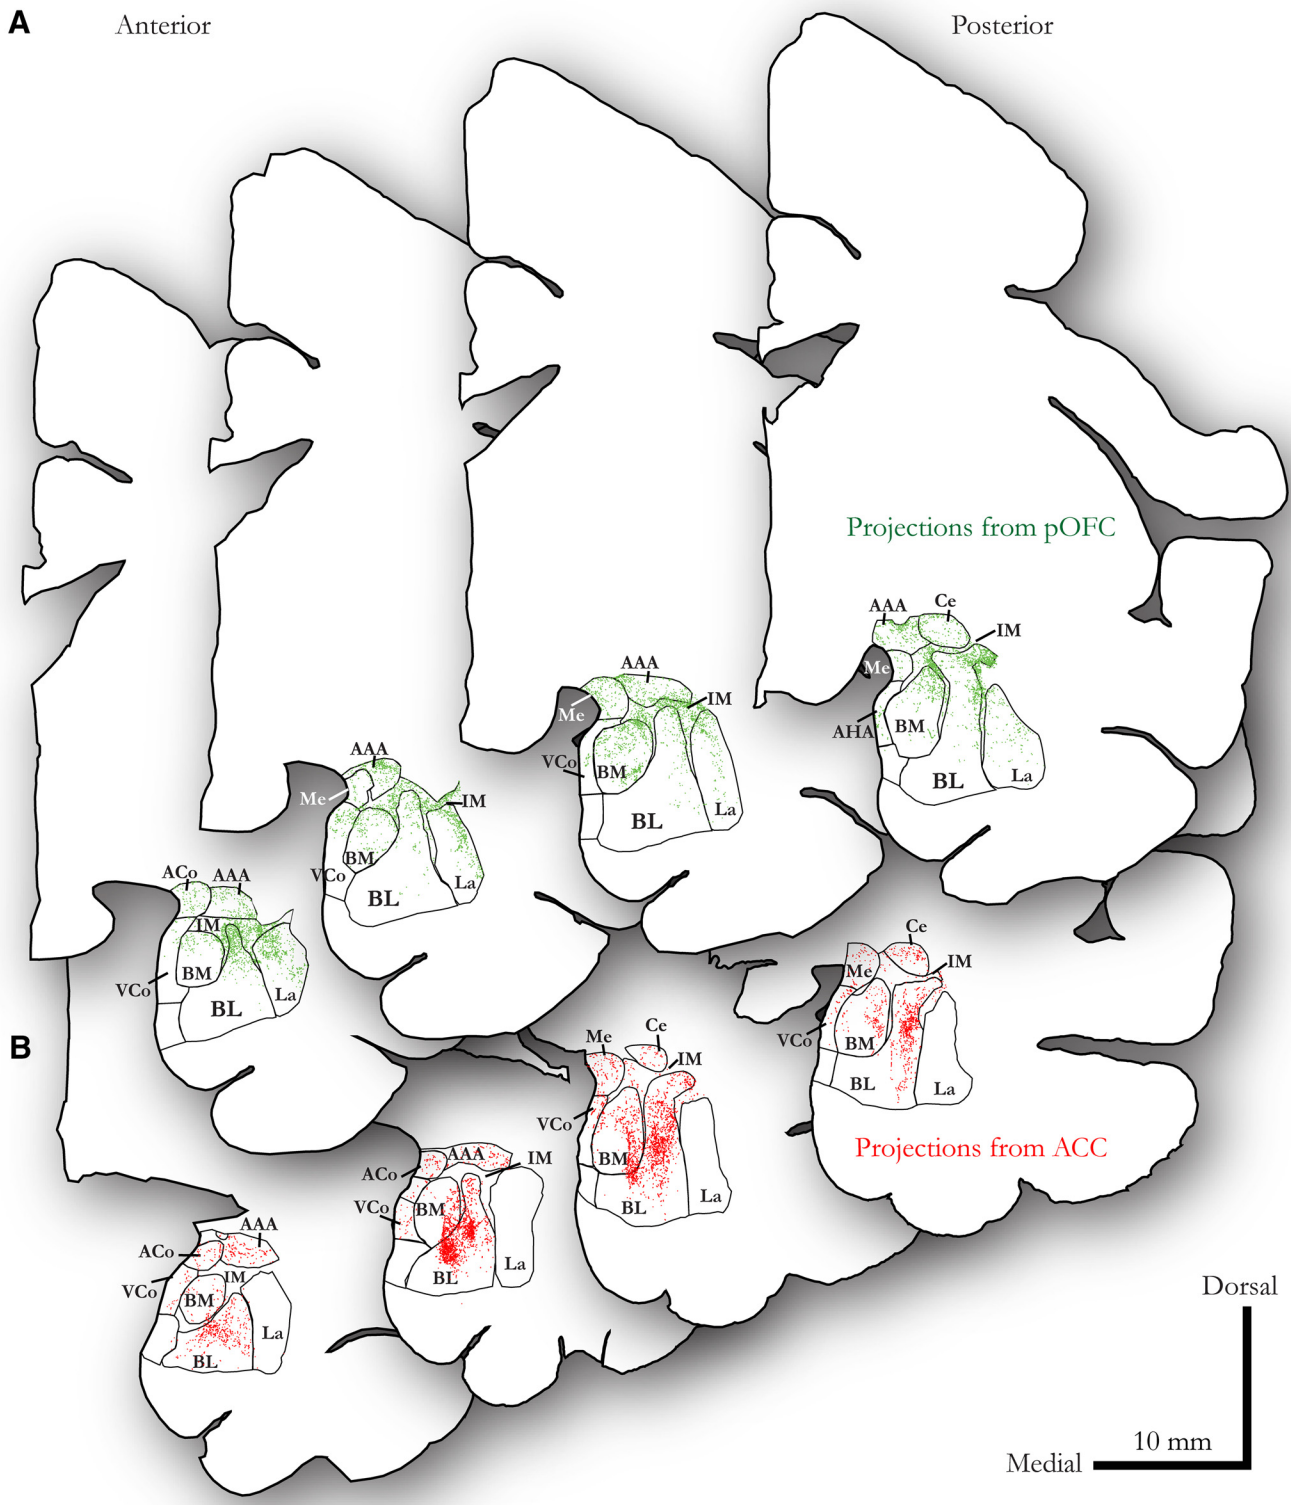 A
Anterior
Posterior
Projections from pOFC
AAA
Ce
IM
Me
AHA
BM
BL
La
AAA
Me
IM
VCo
BM
BL
La
AAA
Me
IM
BM
VCo
BL
La
ACo
AAA
IM
VCo
BM
BL
La
B
Ce
Me
IM
VCo
BM
BL
La
Projections from ACC
Me
Ce
IM
VCo
BM
BL
La
AAA
IM
ACo
VCo
BM
BL
La
AAA
ACo
VCo
IM
BM
La
BL
Dorsal
10 mm
Medial